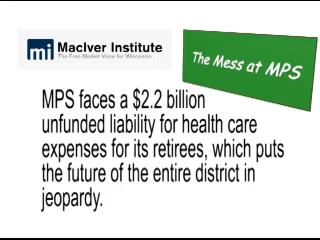 mi MacIver Institute
The Free Market Voice for Wisconsin
The Mess at MPS
MPS faces a $2.2 billion
unfunded liability for health care
expenses for its retirees, which puts
the future of the entire district in
jeopardy.